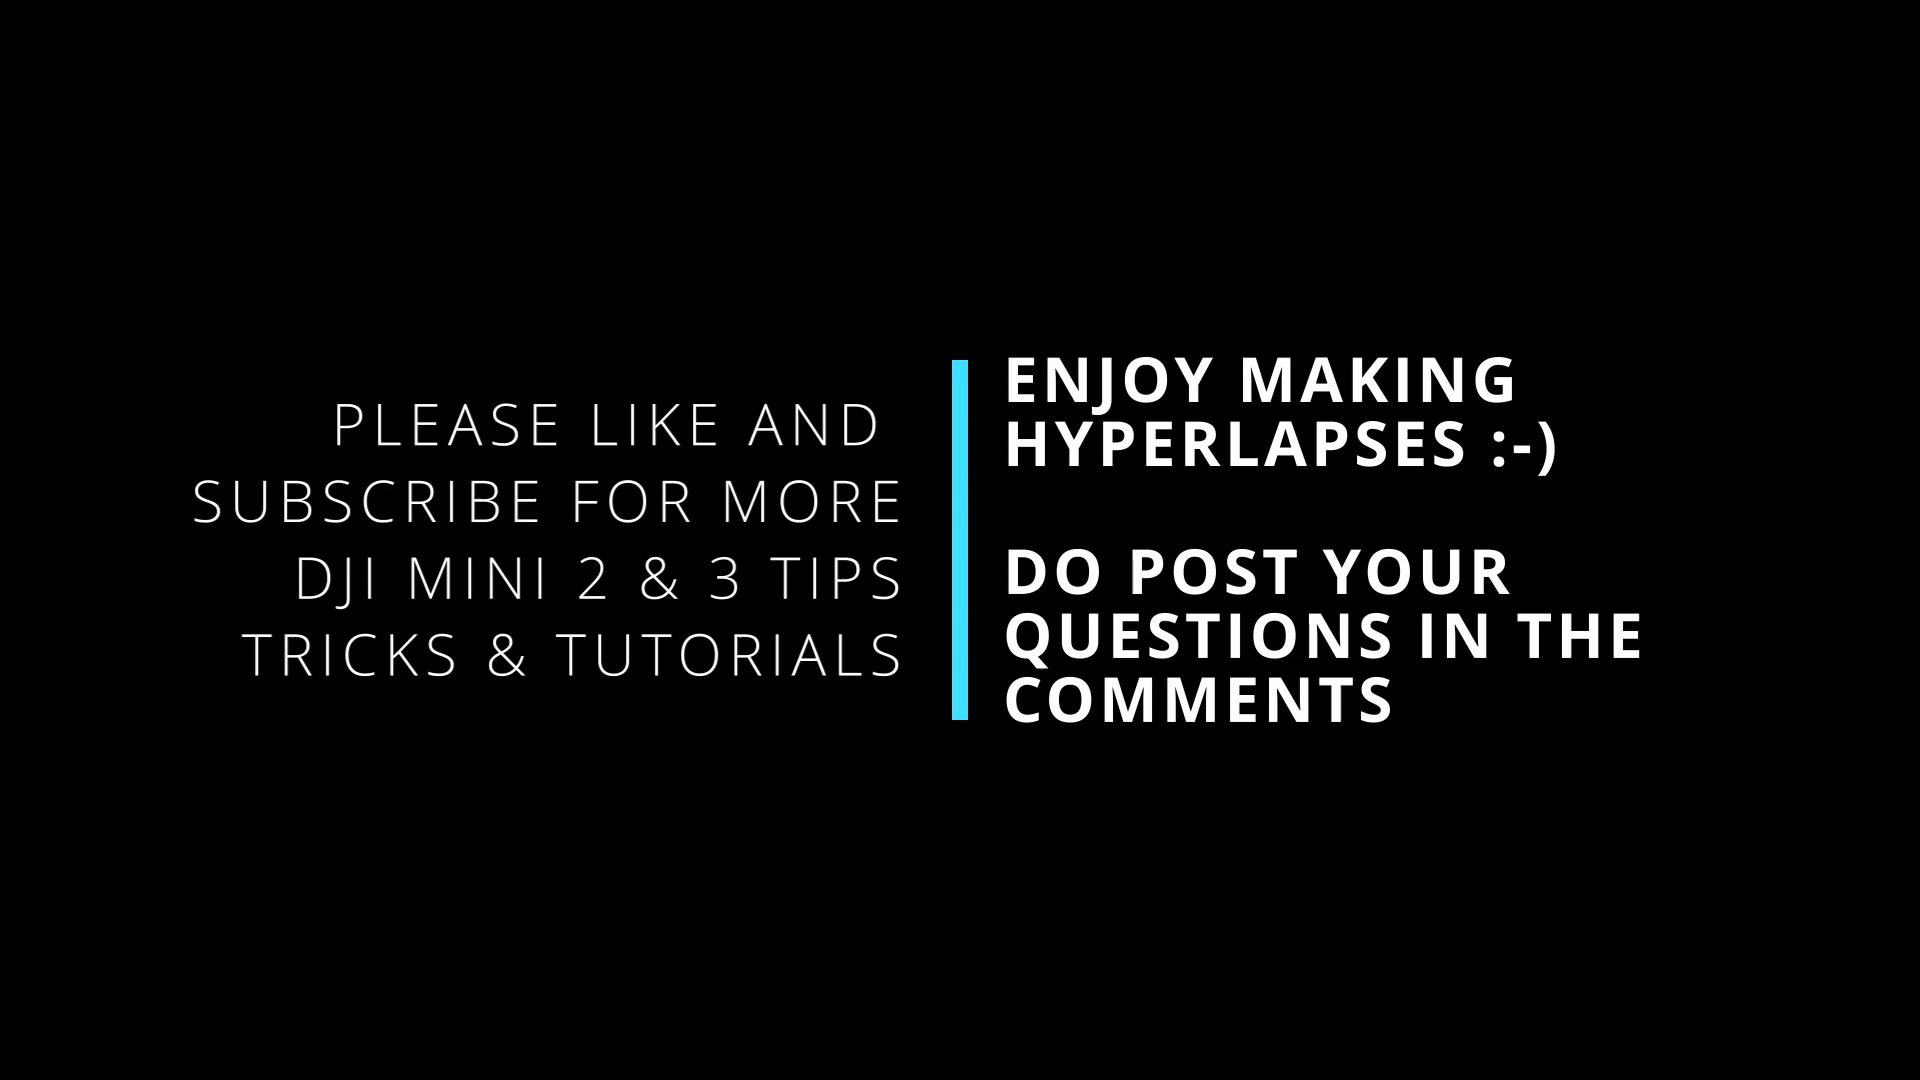 PLEASE LIKE AND
SUBSCRIBE FOR MORE
DJI MINI 2 & 3 TIPS
TRICKS & TUTORIALS
ENJOY MAKING
HYPERLAPSES :-)
DO POST YOUR
QUESTIONS IN THE
COMMENTS